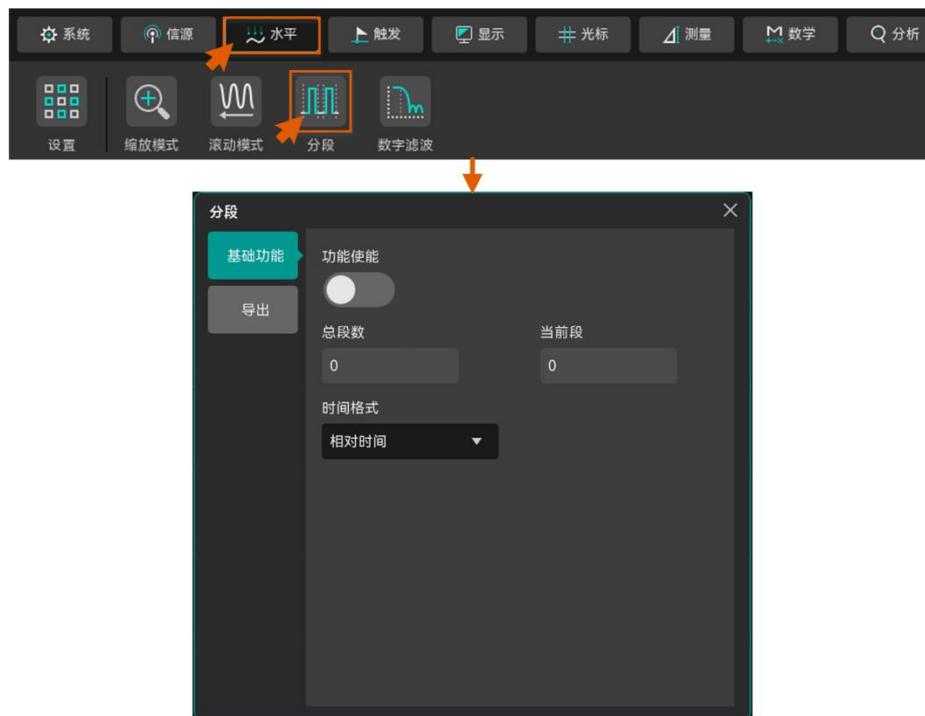 系统 信源 水平 触发 显示 光标 测量 数学 分析
设置 缩放模式 滚动模式 分段 数字滤波
分段
基础功能 功能使能
导出
总段数 当前段
0 0
时间格式
相对时间